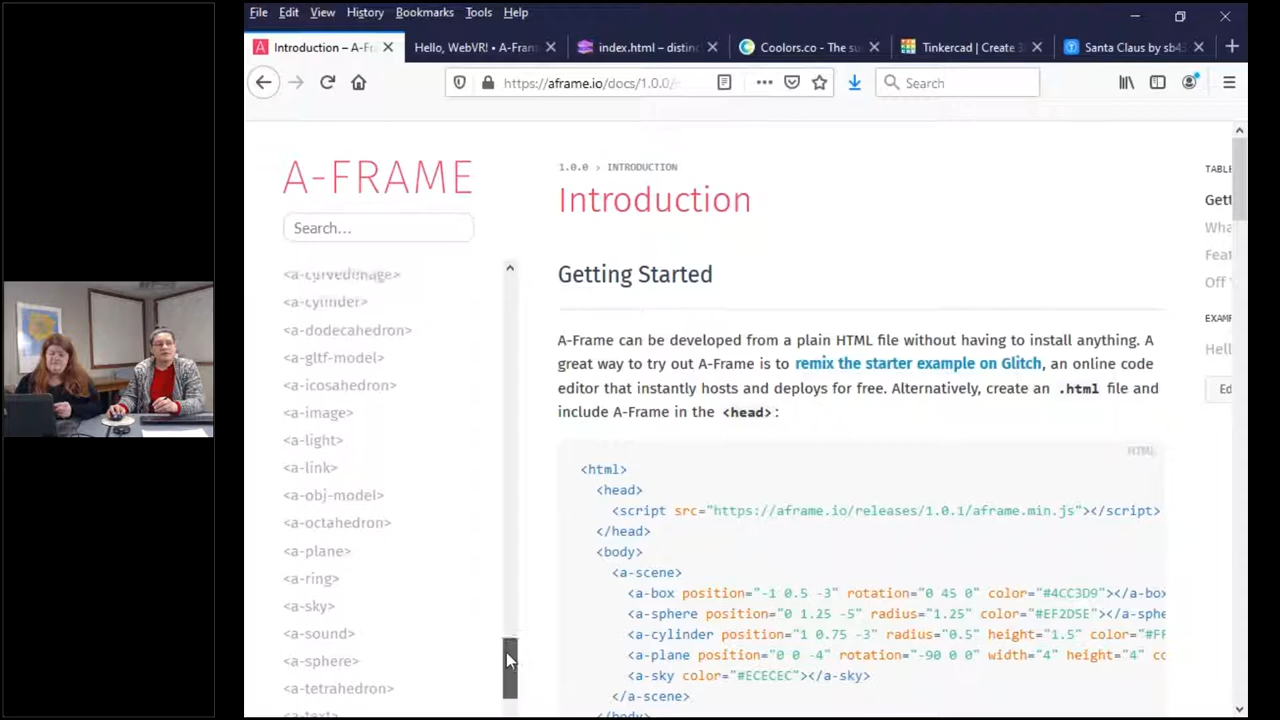 File Edit View History Bookmarks Tools Help
Introduction – A-Fr
Hello, WebVR! • A-Fram
index.html – distinc
Coolors.co - The su
Tinkercad | Create 3
Santa Claus by sb4
https://aframe.io/docs/1.0.0/
Search
A-FRAME
Search...
<a-curvedimage>
<a-cylinder>
<a-dodecahedron>
<a-gltf-model>
<a-icosahedron>
<a-image>
<a-light>
<a-link>
<a-obj-model>
<a-octahedron>
<a-plane>
<a-ring>
<a-sky>
<a-sound>
<a-sphere>
<a-tetrahedron>
<a-text>
1.0.0 › INTRODUCTION
Introduction
Getting Started
A-Frame can be developed from a plain HTML file without having to install anything. A
great way to try out A-Frame is to remix the starter example on Glitch, an online code
editor that instantly hosts and deploys for free. Alternatively, create an .html file and
include A-Frame in the <head>:
HTML
<html>
<head>
<script src="https://aframe.io/releases/1.0.1/aframe.min.js"></script>
</head>
<body>
<a-scene>
<a-box position="-1 0.5 -3" rotation="0 45 0" color="#4CC3D9"></a-box
<a-sphere position="0 1.25 -5" radius="1.25" color="#EF2D5E"></a-sphe
<a-cylinder position="1 0.75 -3" radius="0.5" height="1.5" color="#FF
<a-plane position="0 0 -4" rotation="-90 0 0" width="4" height="4" co
<a-sky color="#ECECEC"></a-sky>
</a-scene>
TABLE
Gett
Wha
Feat
Off
EXAM
Hell
Ed